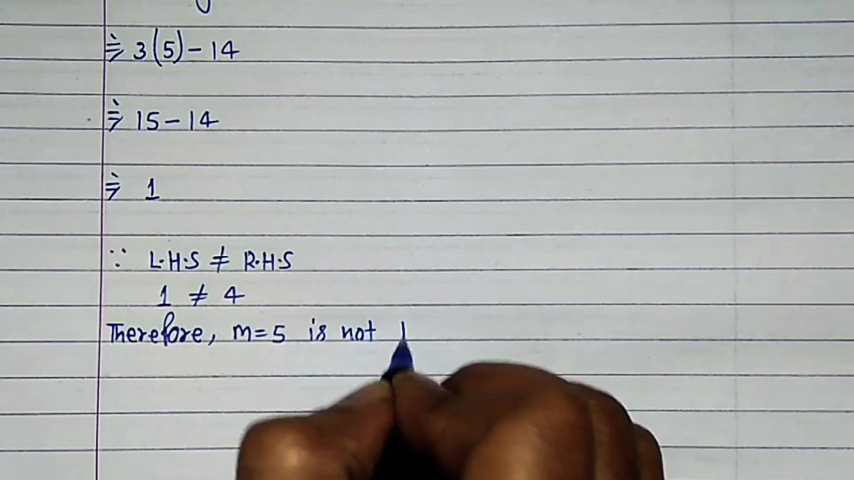 ⇒ 3(5) - 14
⇒ 15 - 14
⇒ 1
∵ L.H.S ≠ R.H.S
1 ≠ 4
Therefore, m=5 is not